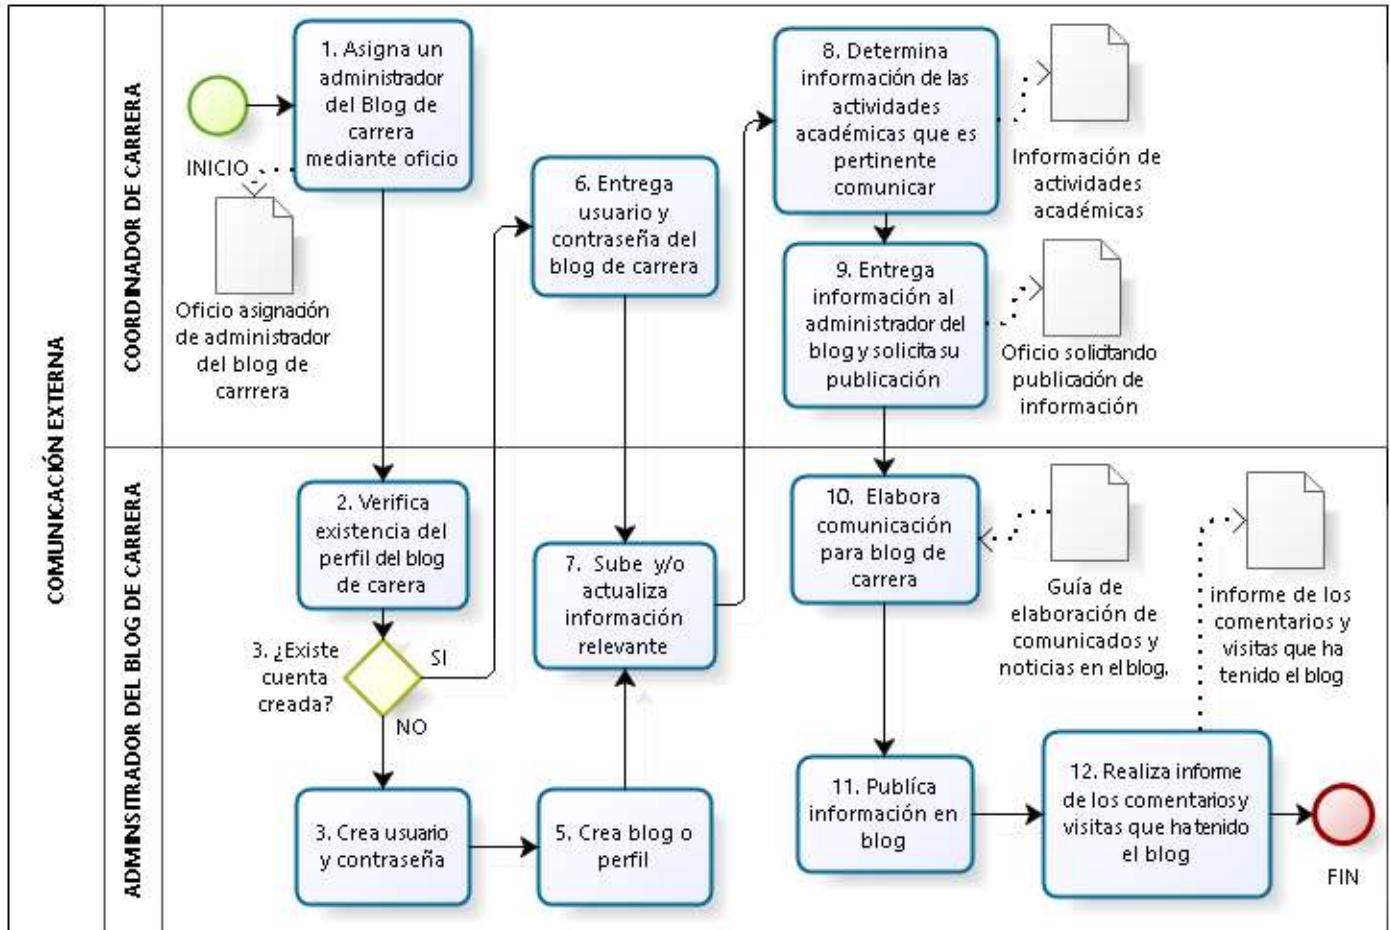 COMUNICACIÓN EXTERNA
COORDINADOR DE CARRERA
INICIO
1. Asigna un
administrador
del Blog de
carrera
mediante oficio
Oficio asignación
de administrador
del blog de
carrrera
6. Entrega
usuario y
contraseña del
blog de carrera
8. Determina
información de las
actividades
académicas que es
pertinente
comunicar
Información de
actividades
académicas
9. Entrega
información al
administrador del
blog y solicita su
publicación
Oficio solicitando
publicación de
información
ADMINSITRADOR DEL BLOG DE CARRERA
2. Verifica
existencia del
perfil del blog
de carera
3. ¿Existe
cuenta
creada?
SI
NO
3. Crea usuario
y contraseña
5. Crea blog o
perfil
7. Sube y/o
actualiza
información
relevante
10. Elabora
comunicación
para blog de
carrera
Guía de
elaboración de
comunicados y
noticias en el blog.
informe de los
comentarios y
visitas que ha
tenido el blog
11. Publíca
información en
blog
12. Realiza informe
de los comentarios y
visitas que ha tenido
el blog
FIN